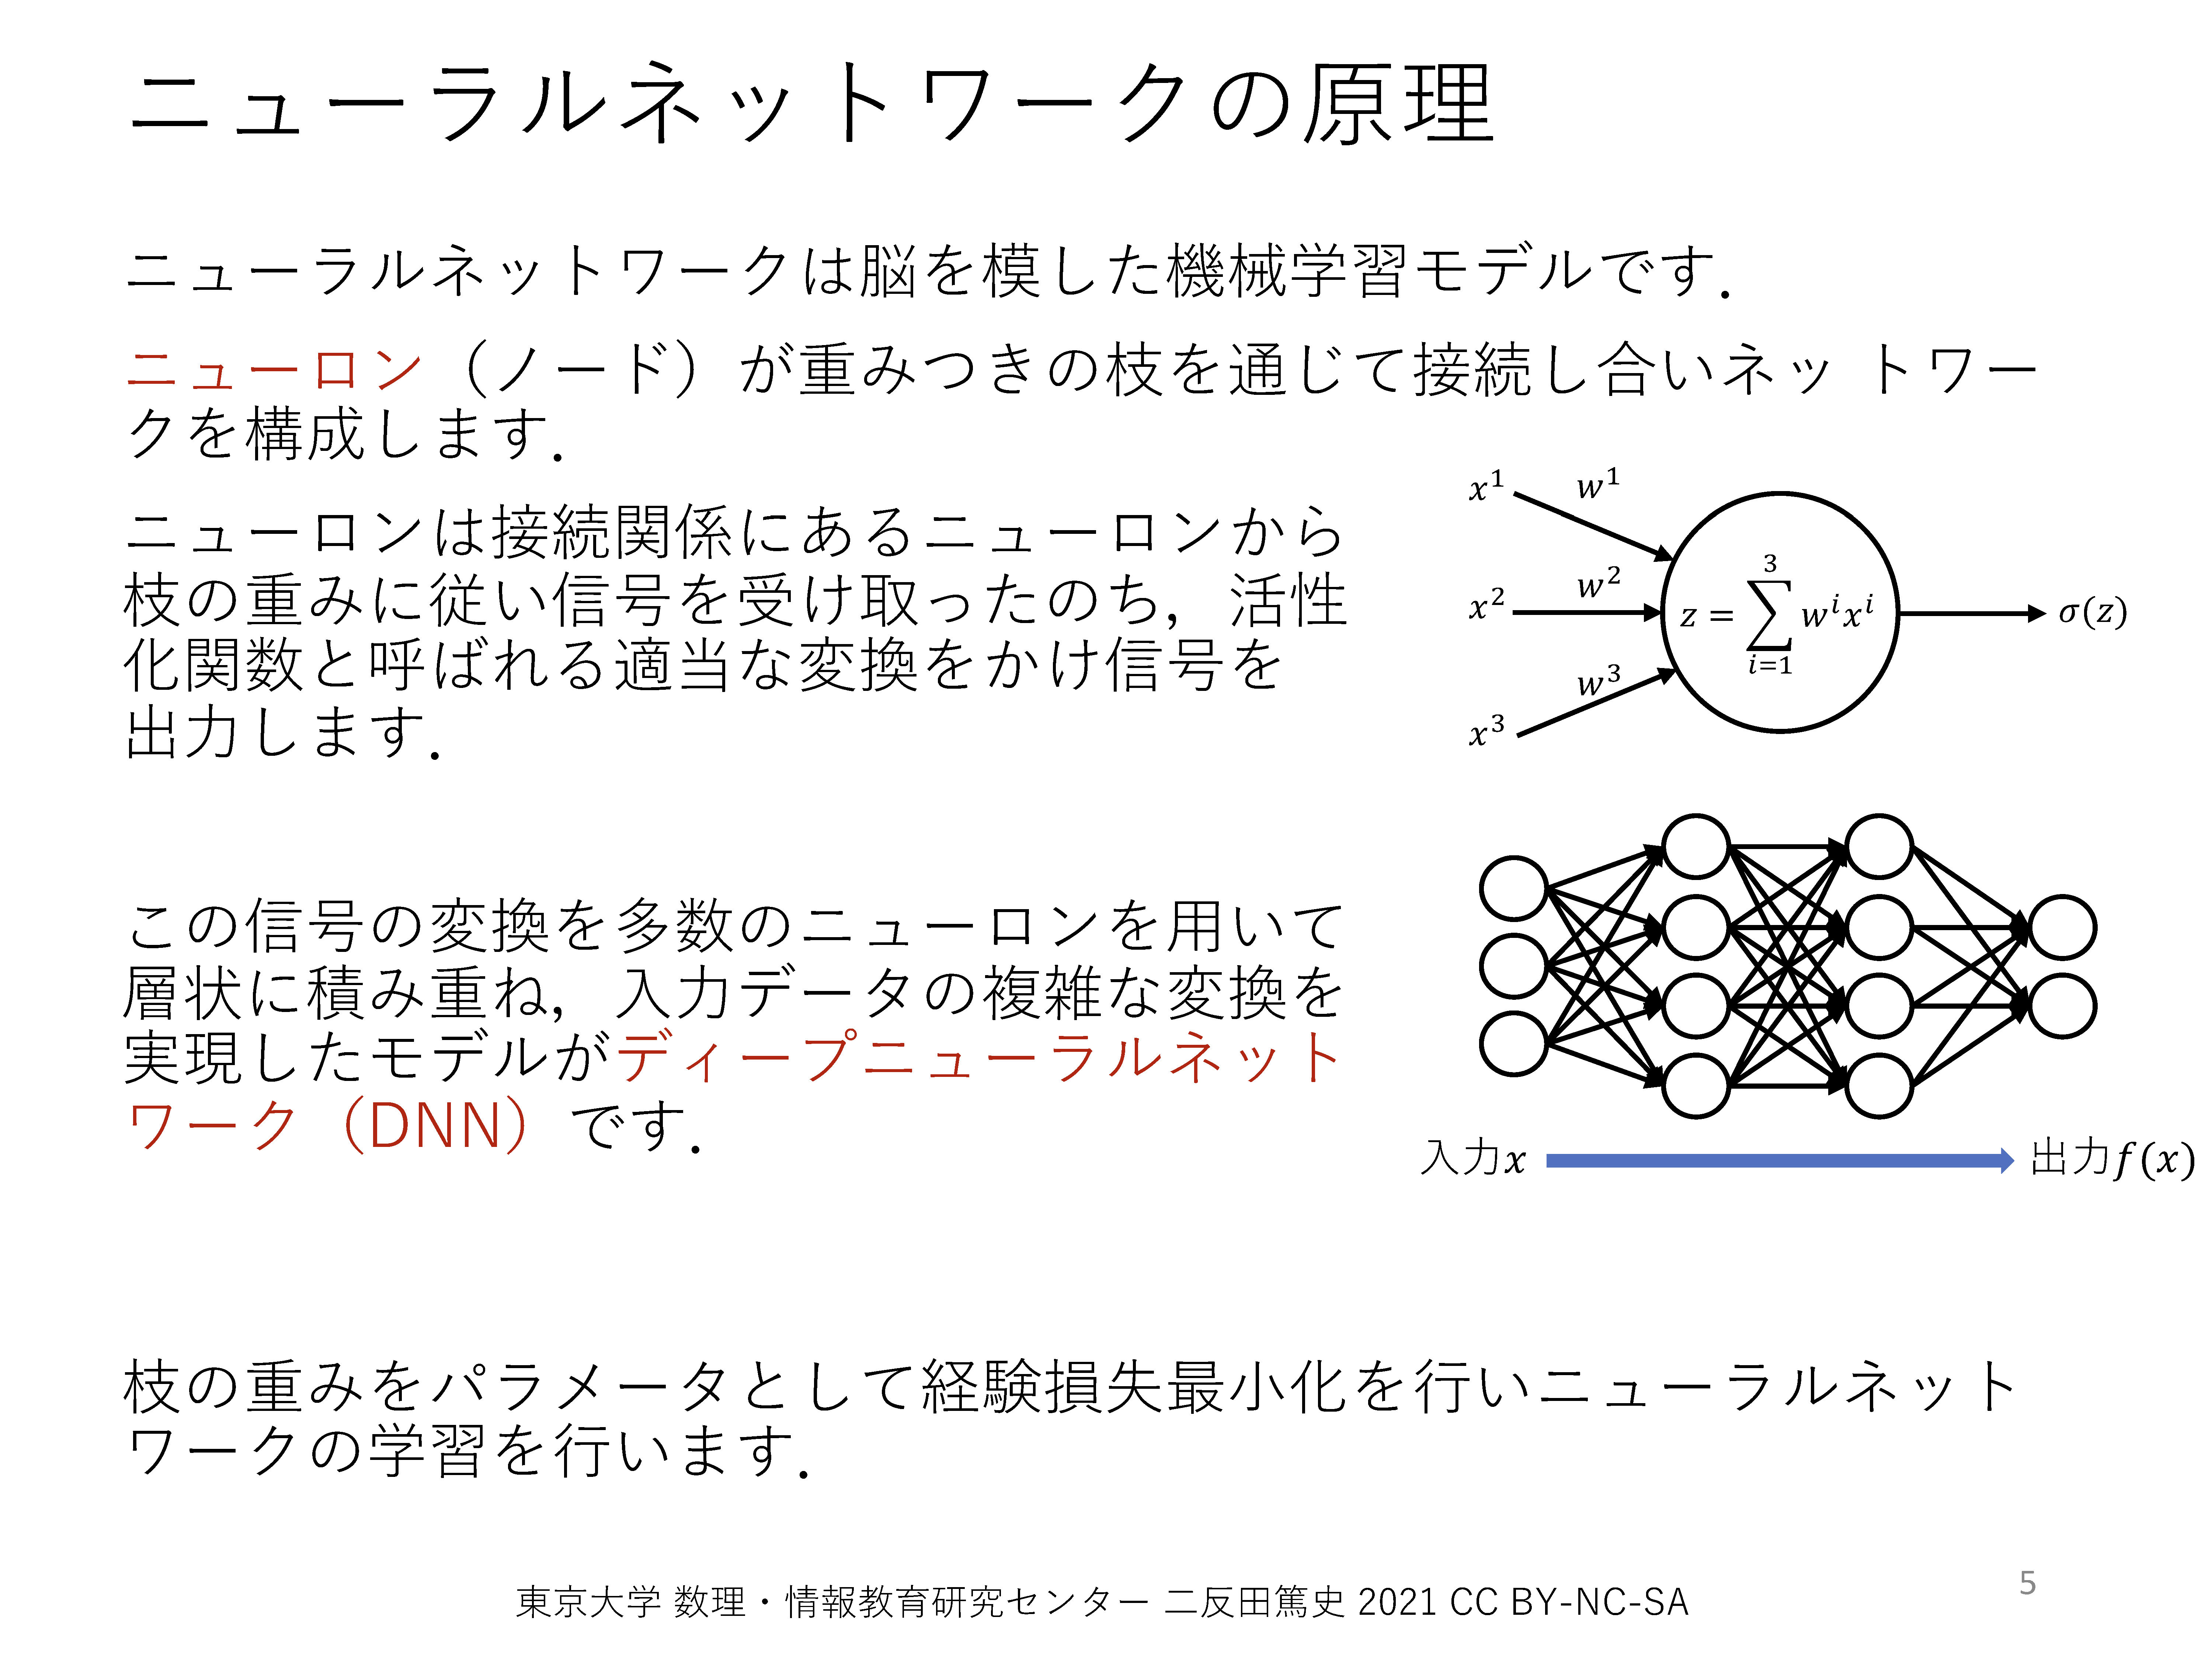 ニューラルネットワークの原理
ニューラルネットワークは脳を模した機械学習モデルです.
ニューロン（ノード）が重みつきの枝を通じて接続し合いネットワー
クを構成します.
ニューロンは接続関係にあるニューロンから
枝の重みに従い信号を受け取ったのち，活性
化関数と呼ばれる適当な変換をかけ信号を
出力します.
x^1 w^1
x^2 w^2
x^3 w^3
z = \sum_{i=1}^{3} w^i x^i
σ(z)
この信号の変換を多数のニューロンを用いて
層状に積み重ね，入力データの複雑な変換を
実現したモデルがディープニューラルネット
ワーク（DNN）です.
入力x
出力f(x)
枝の重みをパラメータとして経験損失最小化を行いニューラルネット
ワークの学習を行います.
東京大学 数理・情報教育研究センター 二反田篤史 2021 CC BY-NC-SA
5